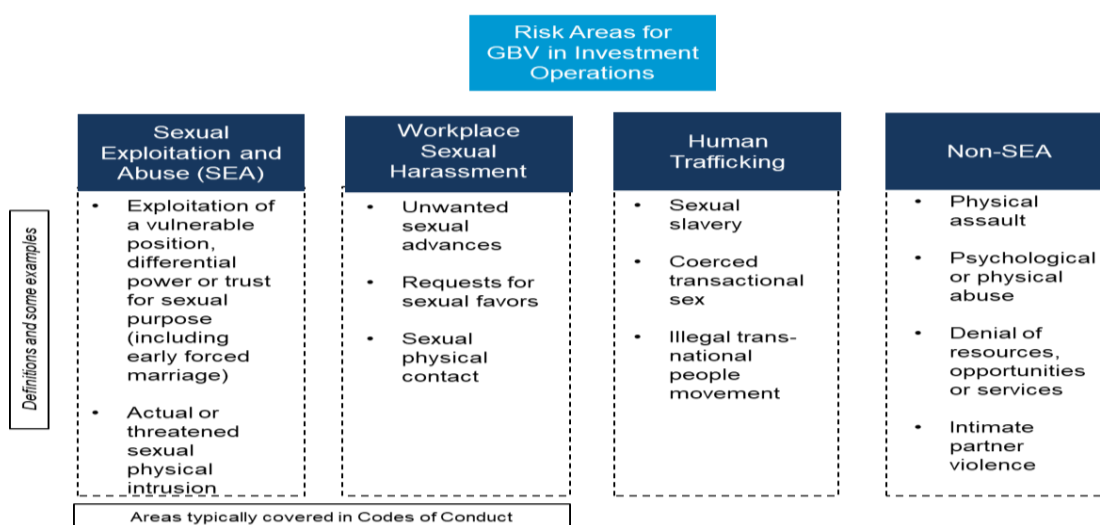 Risk Areas for
GBV in Investment
Operations
Sexual
Exploitation and
Abuse (SEA)
Workplace
Sexual
Harassment
Human
Trafficking
Non-SEA
Definitions and some examples
• Exploitation of
a vulnerable
position,
differential
power or trust
for sexual
purpose
(including
early forced
marriage)
• Actual or
threatened
sexual
physical
intrusion
• Unwanted
sexual
advances
• Requests for
sexual favors
• Sexual
physical
contact
• Sexual
slavery
• Coerced
transactional
sex
• Illegal trans-
national
people
movement
• Physical
assault
• Psychological
or physical
abuse
• Denial of
resources,
opportunities
or services
• Intimate
partner
violence
Areas typically covered in Codes of Conduct